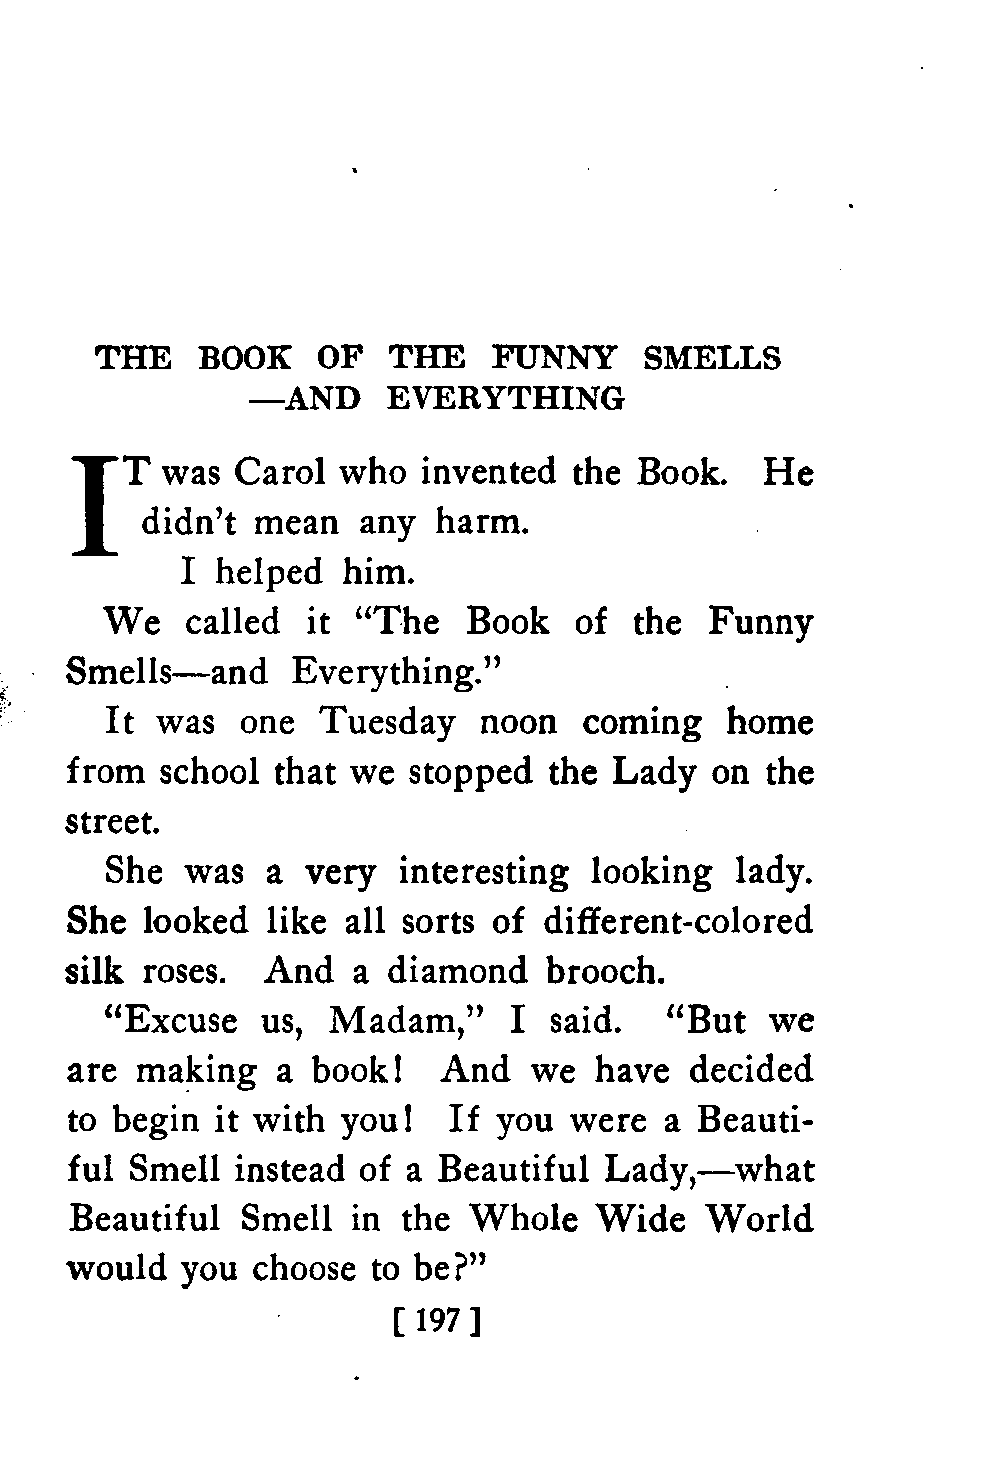 THE BOOK OF THE FUNNY SMELLS
—AND EVERYTHING
IT was Carol who invented the Book. He
didn't mean any harm.
I helped him.
We called it “The Book of the Funny
Smells—and Everything.”
It was one Tuesday noon coming home
from school that we stopped the Lady on the
street.
She was a very interesting looking lady.
She looked like all sorts of different-colored
silk roses. And a diamond brooch.
“Excuse us, Madam,” I said. “But we
are making a book! And we have decided
to begin it with you! If you were a Beauti-
ful Smell instead of a Beautiful Lady,—what
Beautiful Smell in the Whole Wide World
would you choose to be?”
[ 197 ]